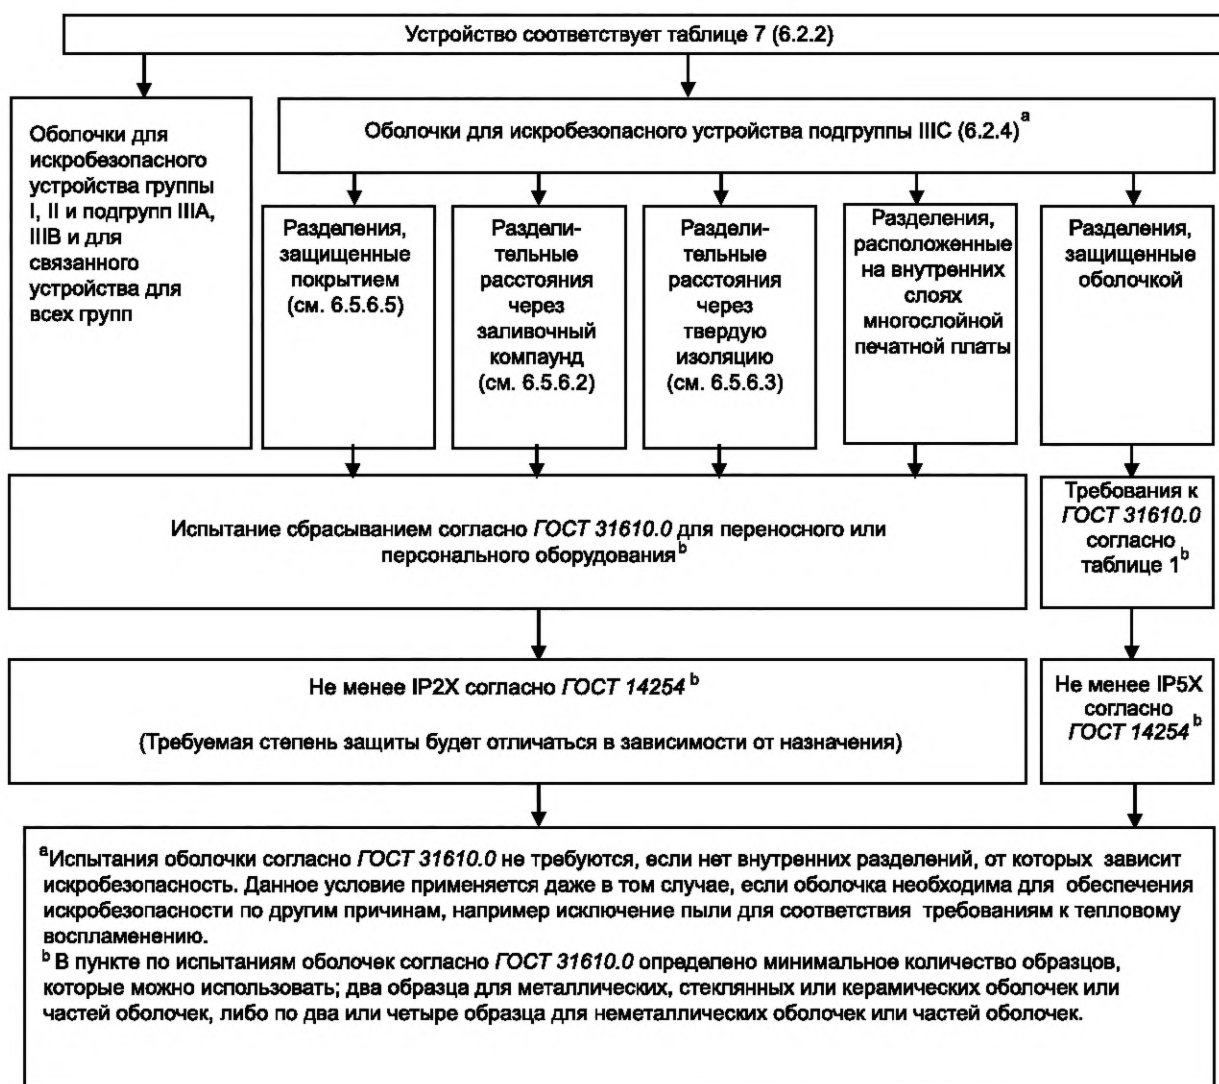 Устройство соответствует таблице 7 (6.2.2)
Оболочки для
искробезопасного
устройства группы
I, II и подгрупп IIIA,
IIIB и для
связанного
устройства для
всех групп
Оболочки для искробезопасного устройства подгруппы IIIC (6.2.4)a
Разделения,
защищенные
покрытием
(см. 6.5.6.5)
Раздели-
тельные
расстояния
через
заливочный
компаунд
(см. 6.5.6.2)
Раздели-
тельные
расстояния
через
твердую
изоляцию
(см. 6.5.6.3)
Разделения,
расположенные
на внутренних
слоях
многослойной
печатной платы
Разделения,
защищенные
оболочкой
Испытание сбрасыванием согласно ГОСТ 31610.0 для переносного или
персонального оборудованияb
Требования к
ГОСТ 31610.0
согласно
таблице 1b
Не менее IP2X согласно ГОСТ 14254 b
(Требуемая степень защиты будет отличаться в зависимости от назначения)
Не менее IP5X
согласно
ГОСТ 14254b
aИспытания оболочки согласно ГОСТ 31610.0 не требуются, если нет внутренних разделений, от которых зависит
искробезопасность. Данное условие применяется даже в том случае, если оболочка необходима для обеспечения
искробезопасности по другим причинам, например исключение пыли для соответствия требованиям к тепловому
воспламенению.
b В пункте по испытаниям оболочек согласно ГОСТ 31610.0 определено минимальное количество образцов,
которые можно использовать; два образца для металлических, стеклянных или керамических оболочек или
частей оболочек, либо по два или четыре образца для неметаллических оболочек или частей оболочек.